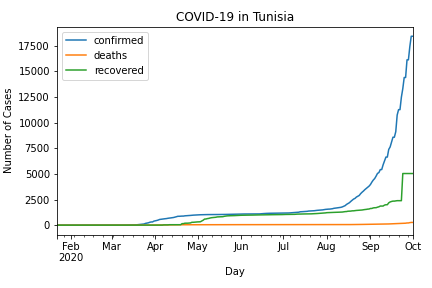 COVID-19 in Tunisia
confirmed
deaths
recovered
Number of Cases
17500
15000
12500
10000
7500
5000
2500
0
Feb Mar Apr May Jun Jul Aug Sep Oct
2020
Day